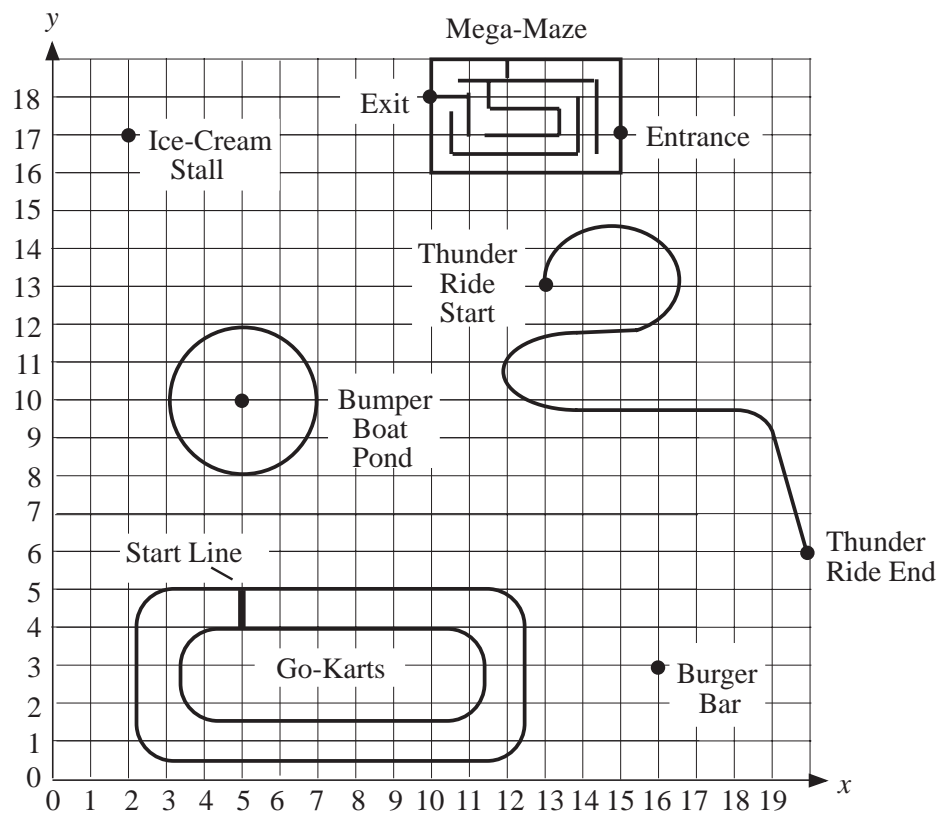 y
Mega-Maze
18
Exit
17
Ice-Cream
Stall
Entrance
16
15
14
Thunder
Ride
Start
13
12
11
10
Bumper
Boat
Pond
9
8
7
Start Line
6
Thunder
Ride End
5
4
3
Go-Karts
Burger
Bar
2
1
0
x
0 1 2 3 4 5 6 7 8 9 10 11 12 13 14 15 16 17 18 19